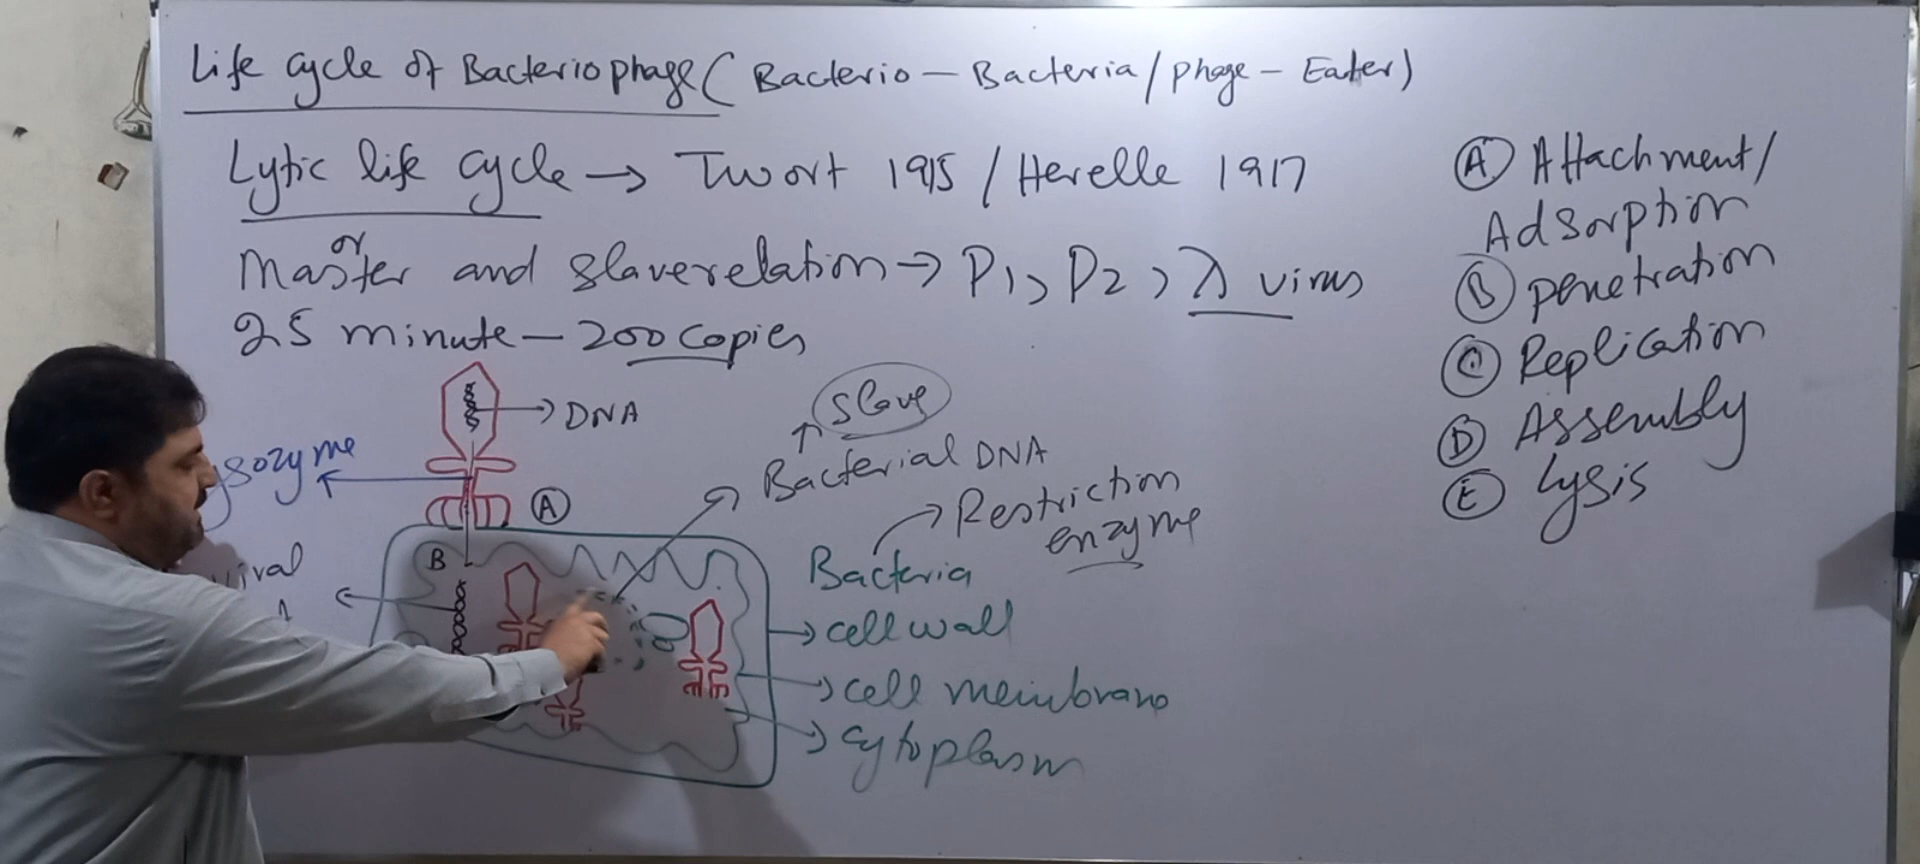 Life cycle of Bacteriophage ( Bacterio - Bacteria / phage - Eater )
Lytic life cycle → Twort 1915 / Herelle 1917
or
Master and slave relation → P1, P2, λ virus
25 minute - 200 copies
DNA
slave
Bacterial DNA
Restriction
enzyme
A
B
Bacteria
cell wall
cell membrane
cytoplasm
A Attachment/
Adsorption
B penetration
C Replication
D Assembly
E Lysis